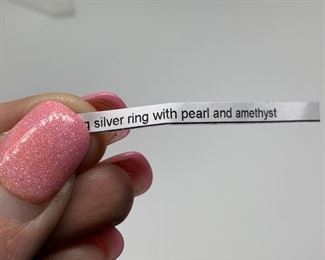 g silver ring with pearl and amethyst